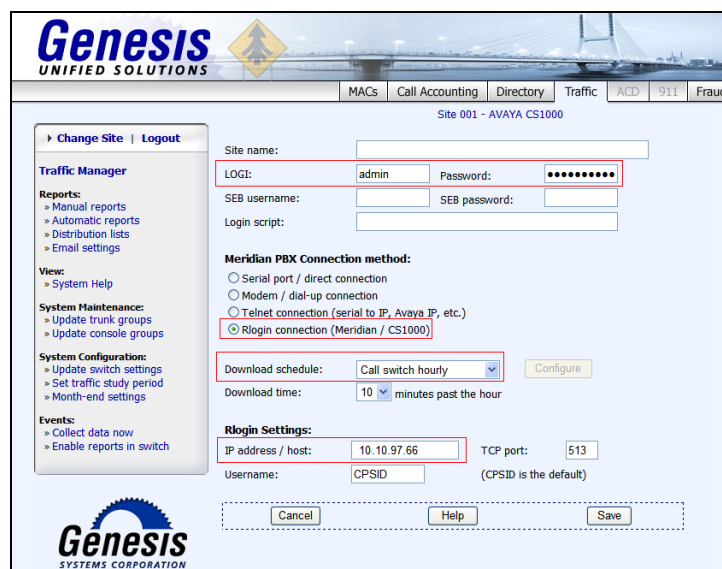 Genesis
UNIFIED SOLUTIONS
MACs Call Accounting Directory Traffic ACD 911 Frau
Site 001 - AVAYA CS1000
Change Site | Logout
Traffic Manager
Reports:
» Manual reports
» Automatic reports
» Distribution lists
» Email settings
View:
» System Help
System Maintenance:
» Update trunk groups
» Update console groups
System Configuration:
» Update switch settings
» Set traffic study period
» Month-end settings
Events:
» Collect data now
» Enable reports in switch
Genesis
SYSTEMS CORPORATION
Site name:
LOGI: admin Password: ●●●●●●●●●●
SEB username: SEB password:
Login script:
Meridian PBX Connection method:
Serial port / direct connection
Modem / dial-up connection
Telnet connection (serial to IP, Avaya IP, etc.)
Rlogin connection (Meridian / CS1000)
Download schedule: Call switch hourly Configure
Download time: 10 minutes past the hour
Rlogin Settings:
IP address / host: 10.10.97.66 TCP port: 513
Username: CPSID (CPSID is the default)
Cancel Help Save